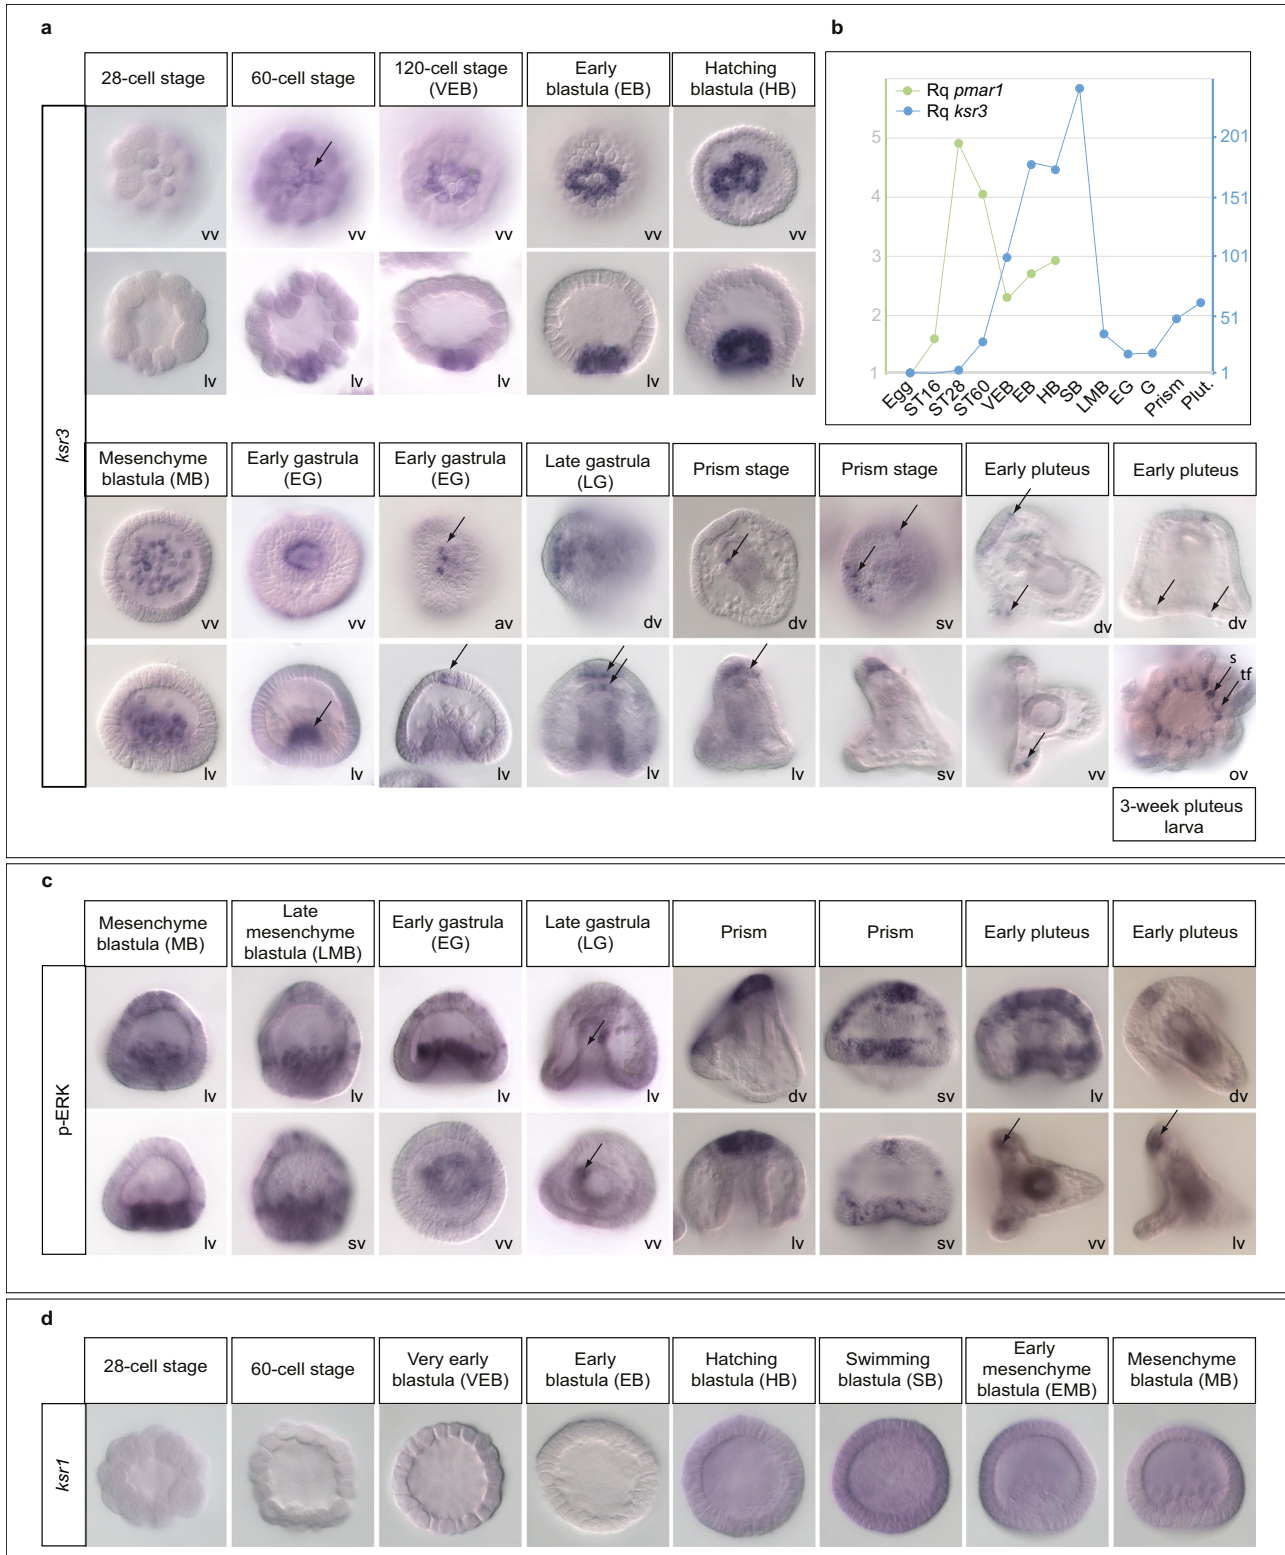 a
28-cell stage
60-cell stage
120-cell stage
(VEB)
Early
blastula (EB)
Hatching
blastula (HB)
ksr3
vv
vv
vv
vv
vv
lv
lv
lv
lv
lv
Mesenchyme
blastula (MB)
Early gastrula
(EG)
Early gastrula
(EG)
Late gastrula
(LG)
Prism stage
Prism stage
Early pluteus
Early pluteus
vv
vv
av
dv
dv
sv
dv
dv
lv
lv
lv
lv
lv
sv
vv
s
tf
ov
3-week pluteus
larva
b
Rq pmar1
Rq ksr3
5
4
3
2
1
201
151
101
51
1
Egg
ST16
ST28
ST60
VEB
EB
HB
SB
LMB
EG
G
Prism
Plut.
c
Mesenchyme
blastula (MB)
Late
mesenchyme
blastula (LMB)
Early gastrula
(EG)
Late gastrula
(LG)
Prism
Prism
Early pluteus
Early pluteus
p-ERK
lv
lv
lv
lv
dv
sv
lv
dv
lv
sv
vv
vv
lv
sv
vv
lv
d
28-cell stage
60-cell stage
Very early
blastula (VEB)
Early
blastula (EB)
Hatching
blastula (HB)
Swimming
blastula (SB)
Early
mesenchyme
blastula (EMB)
Mesenchyme
blastula (MB)
ksr1